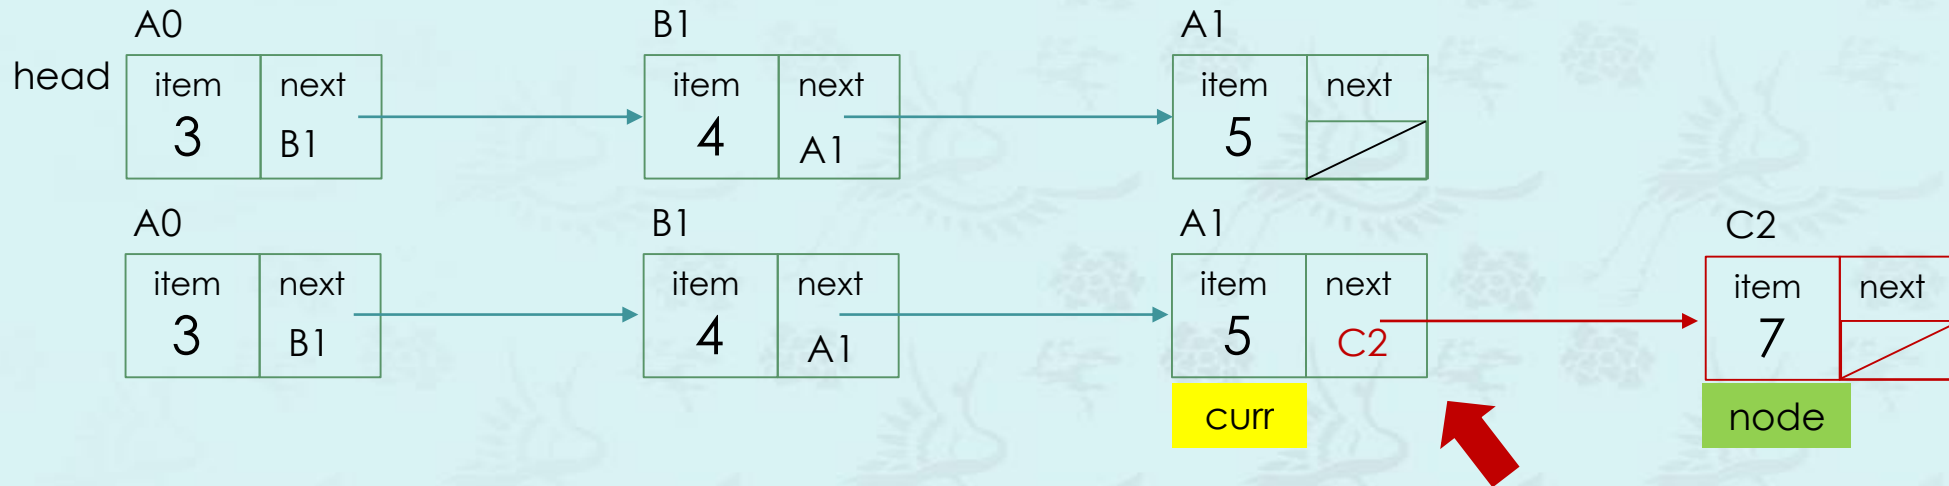 A0 B1 A1
head item next item next item next
3 B1 4 A1 5
A0 B1 A1 C2
item next item next item next item next
3 B1 4 A1 5 C2 7
curr node